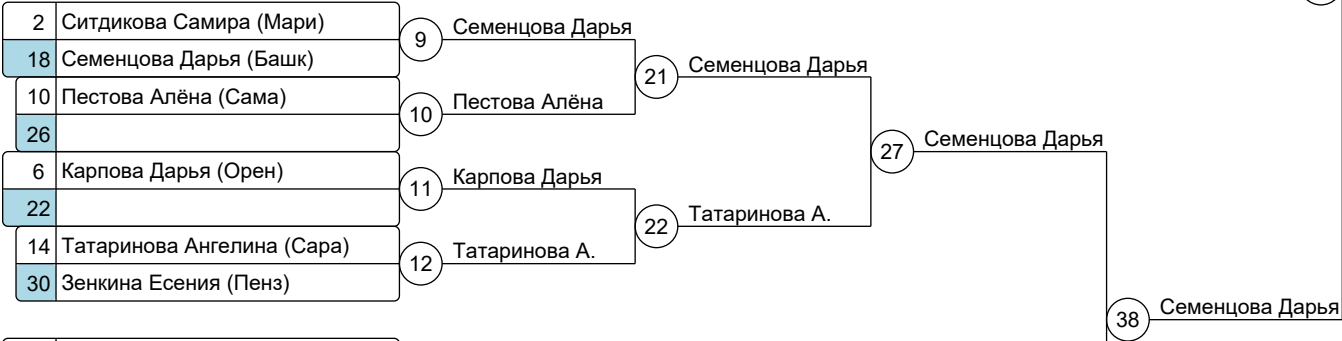 2 Ситдикова Самира (Мари)
18 Семенцова Дарья (Башк)
9 Семенцова Дарья
10 Пестова Алёна (Сама)
26
10 Пестова Алёна
21 Семенцова Дарья
6 Карпова Дарья (Орен)
22
11 Карпова Дарья
14 Татаринова Ангелина (Сара)
30 Зенкина Есения (Пенз)
12 Татаринова А.
22 Татаринова А.
27 Семенцова Дарья
38 Семенцова Дарья